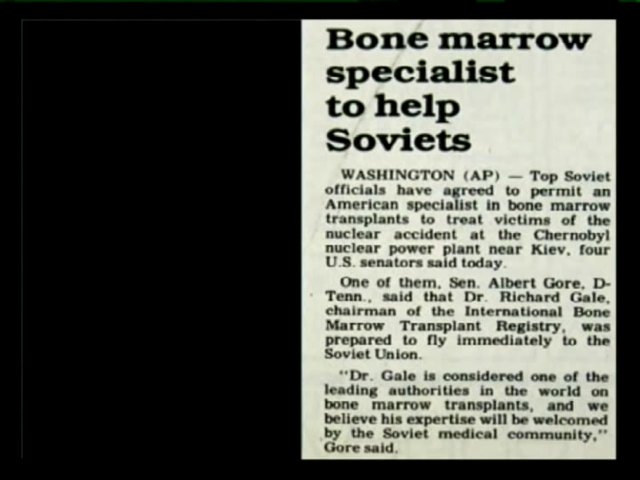 Bone marrow
specialist
to help
Soviets
WASHINGTON (AP) — Top Soviet
officials have agreed to permit an
American specialist in bone marrow
transplants to treat victims of the
nuclear accident at the Chernobyl
nuclear power plant near Kiev, four
U.S. senators said today.
One of them, Sen. Albert Gore, D-
Tenn., said that Dr. Richard Gale,
chairman of the International Bone
Marrow Transplant Registry, was
prepared to fly immediately to the
Soviet Union.
"Dr. Gale is considered one of the
leading authorities in the world on
bone marrow transplants, and we
believe his expertise will be welcomed
by the Soviet medical community,"
Gore said.